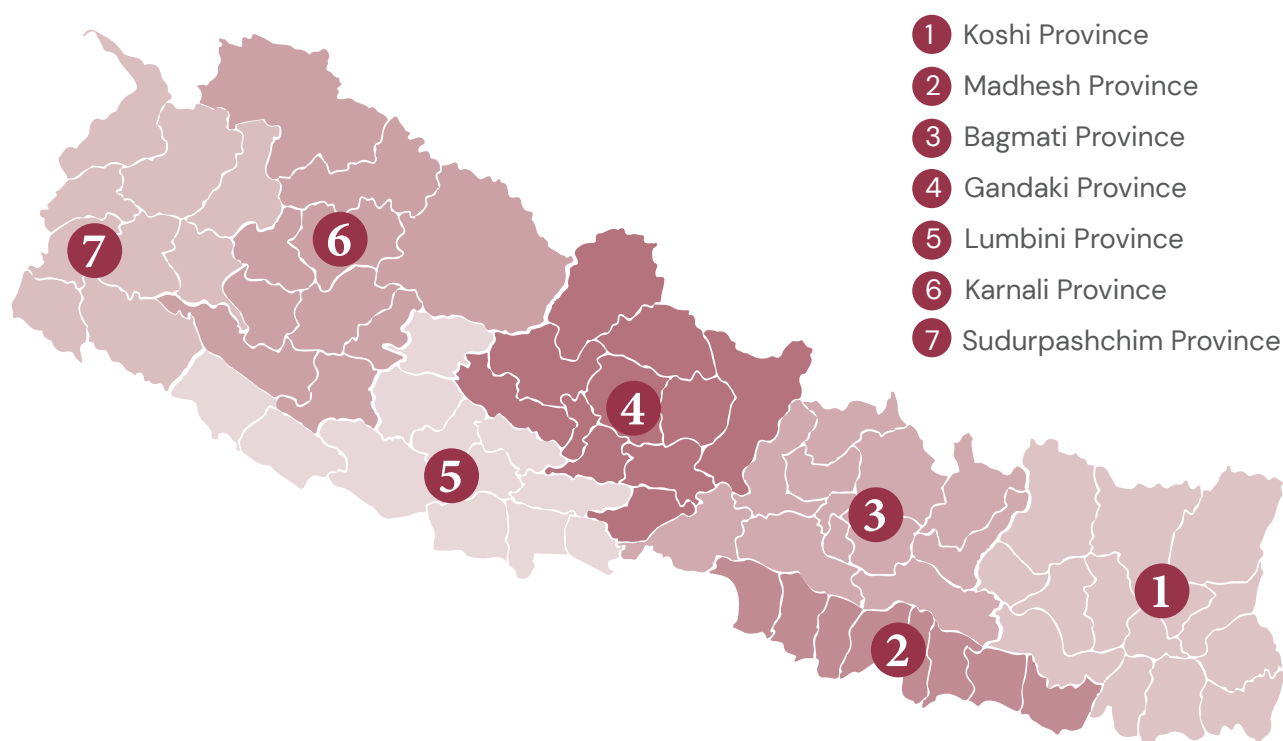 1 Koshi Province
2 Madhesh Province
3 Bagmati Province
4 Gandaki Province
5 Lumbini Province
6 Karnali Province
7 Sudurpashchim Province
7
6
4
5
3
1
2